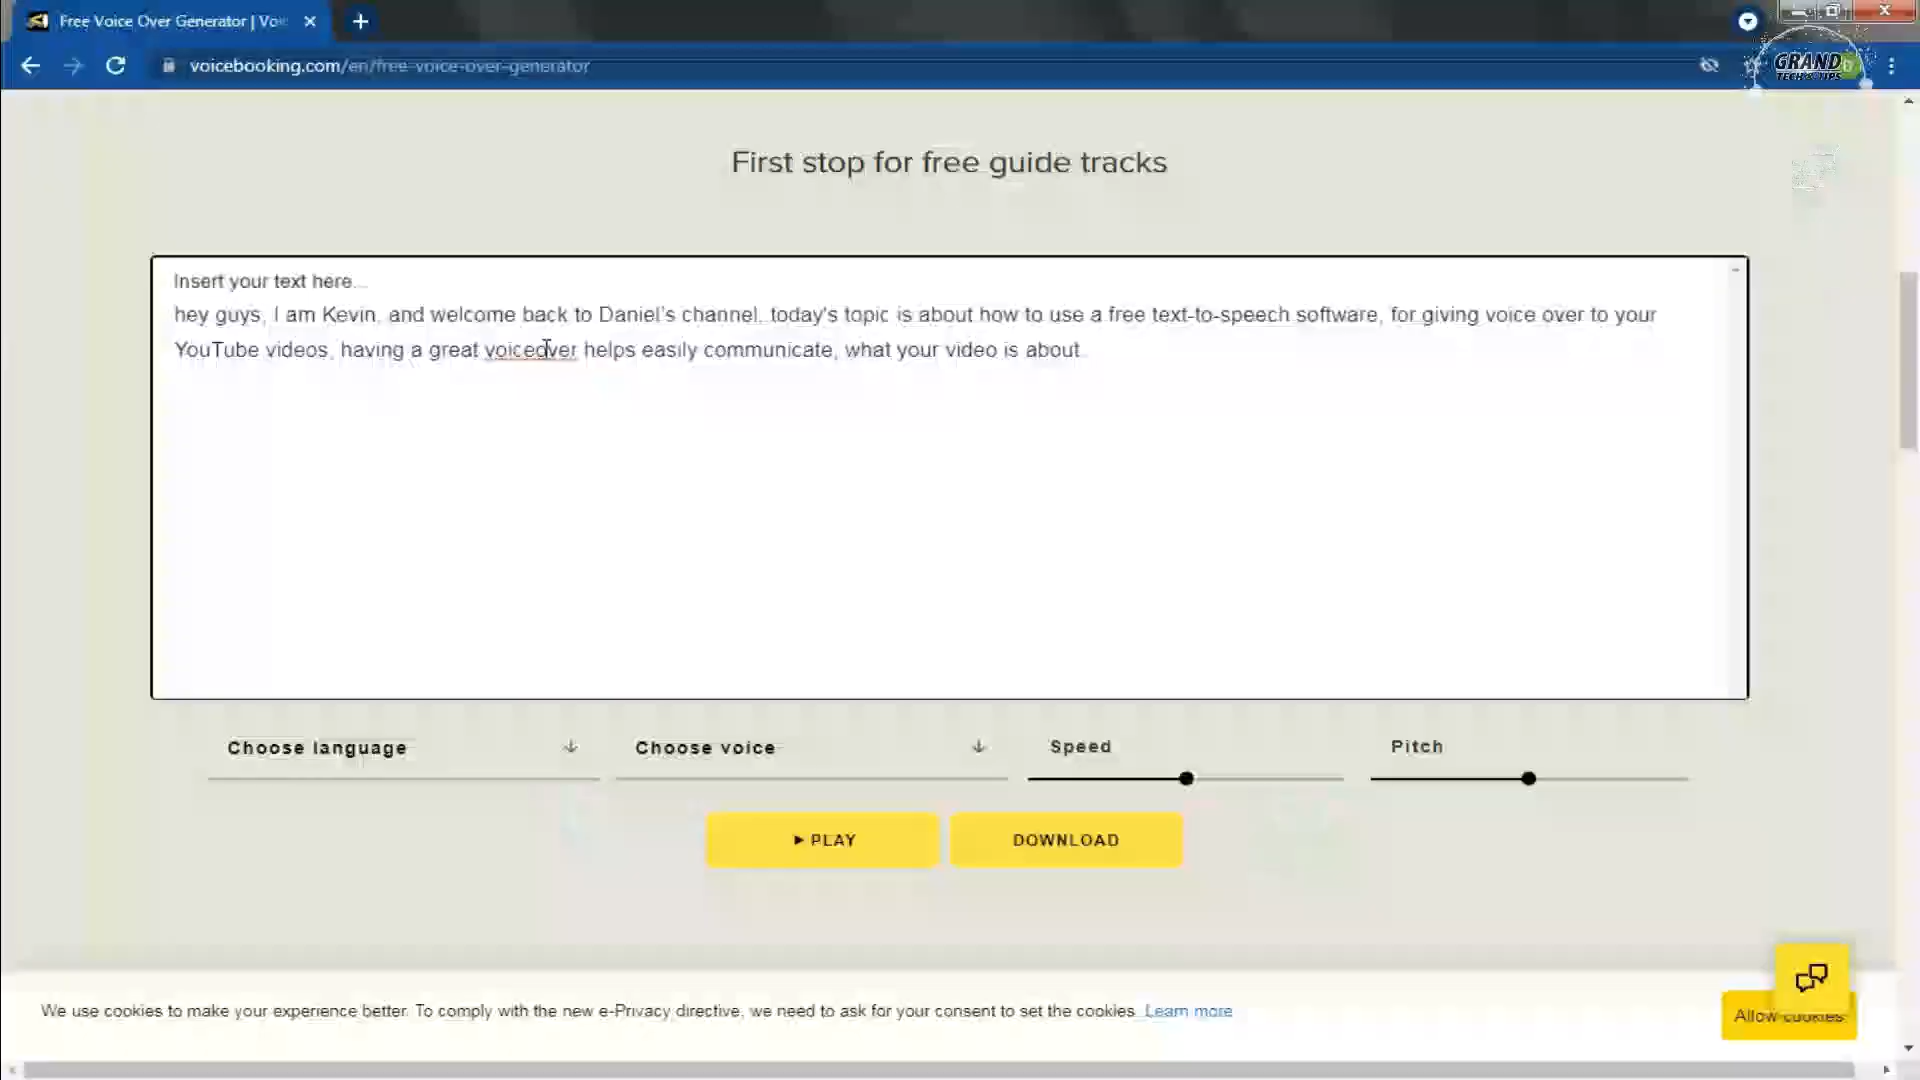 Free Voice Over Generator | Voi
voicebooking.com/en/free-voice-over-generator
GRAND
TECH & TIPS
First stop for free guide tracks
Insert your text here...
hey guys, I am Kevin, and welcome back to Daniel's channel, today's topic is about how to use a free text-to-speech software, for giving voice over to your
YouTube videos, having a great voiceover helps easily communicate, what your video is about.
Choose language
Choose voice
Speed
Pitch
PLAY
DOWNLOAD
We use cookies to make your experience better. To comply with the new e-Privacy directive, we need to ask for your consent to set the cookies. Learn more
Allow cookies